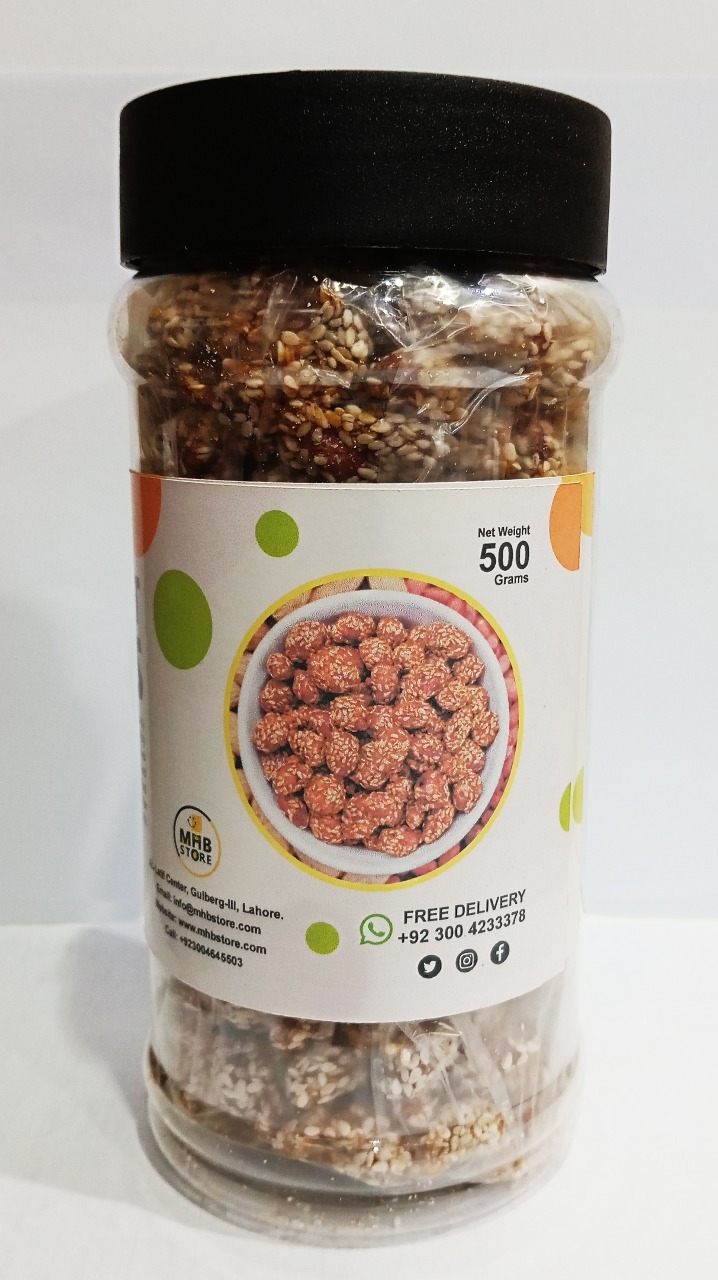 Net Weight
500
Grams
MHB
STORE
Center, Gulberg-III, Lahore.
Email: info@mhbstore.com
Website: www.mhbstore.com
Call: +923004645503
FREE DELIVERY
+92 300 4233378